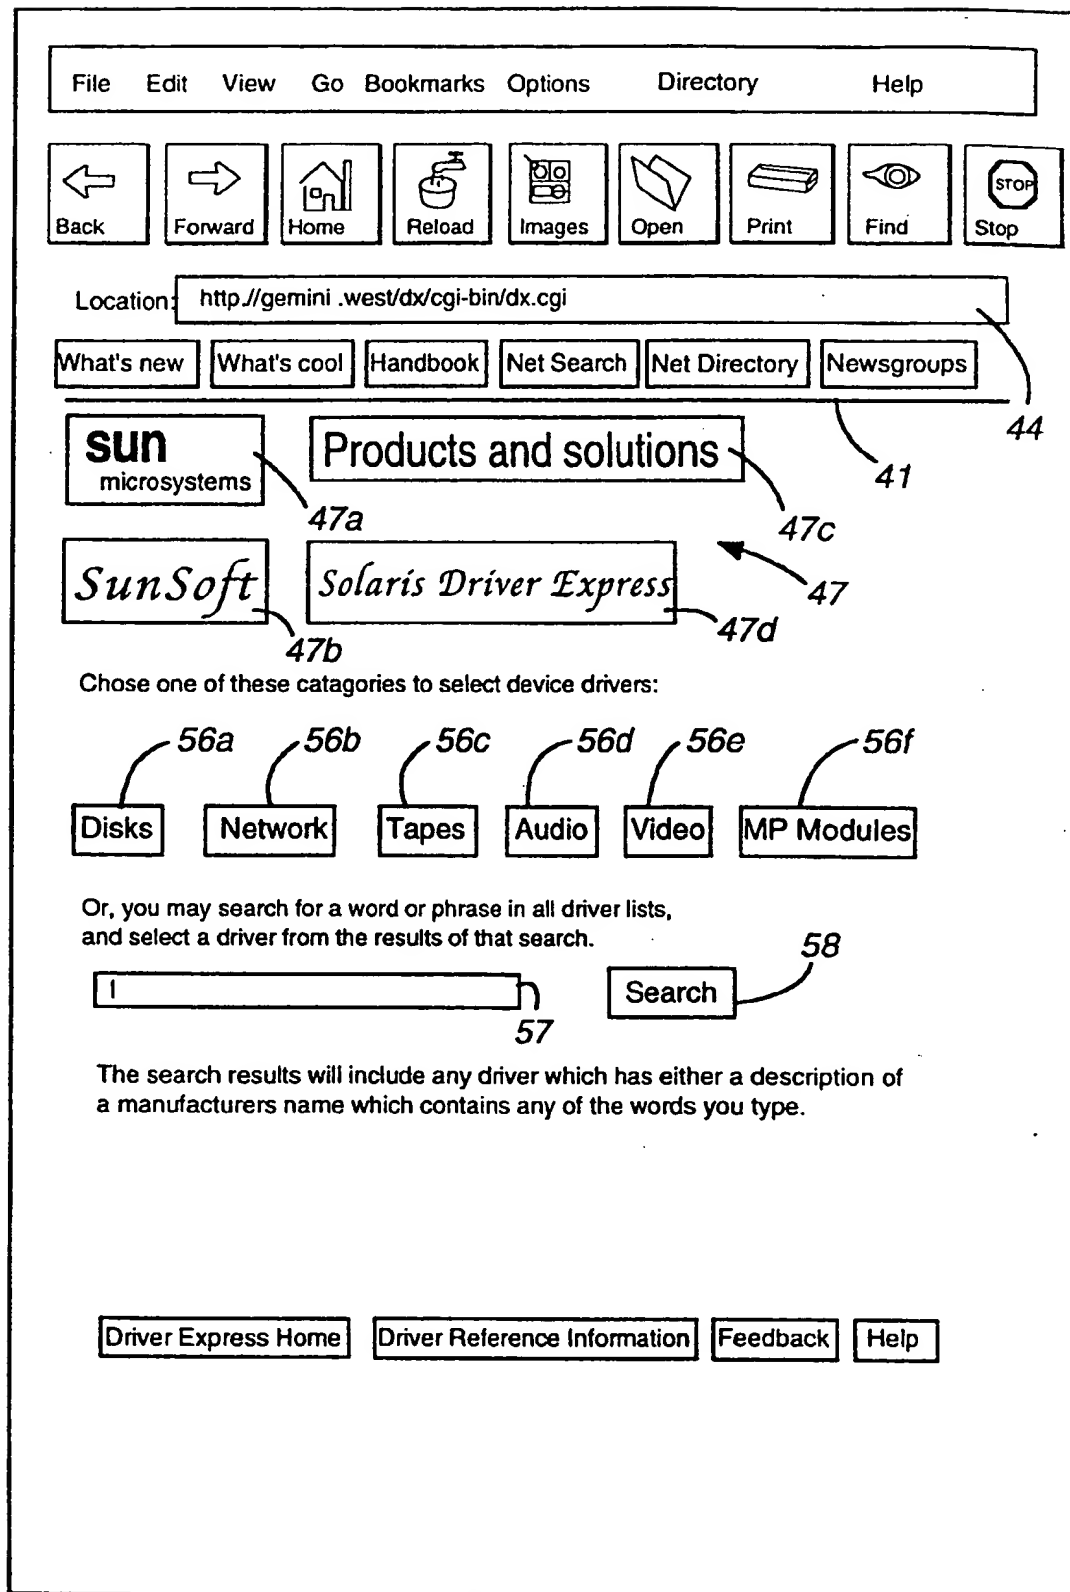 File Edit View Go Bookmarks Options Directory Help
STOP
Back Forward Home Reload Images Open Print Find Stop
Location: http://gemini .west/dx/cgi-bin/dx.cgi
What's new What's cool Handbook Net Search Net Directory Newsgroups
44
41
sun
microsystems
Products and solutions
47a
47c
SunSoft
Solaris Driver Express
47
47b
47d
Chose one of these catagories to select device drivers:
56a 56b 56c 56d 56e 56f
Disks Network Tapes Audio Video MP Modules
Or, you may search for a word or phrase in all driver lists,
and select a driver from the results of that search.
58
Search
57
The search results will include any driver which has either a description of
a manufacturers name which contains any of the words you type.
Driver Express Home Driver Reference Information Feedback Help